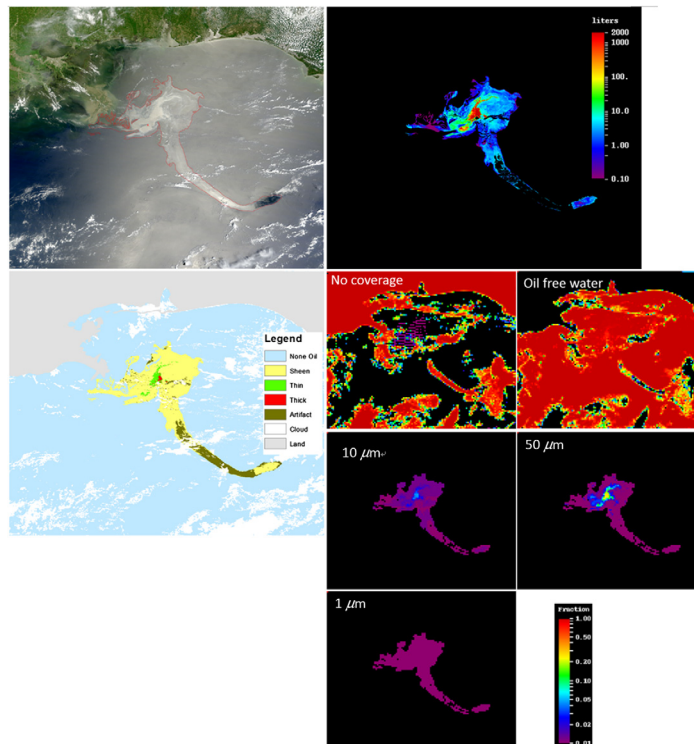 liters
2000
1000
100.
10.0
1.00
0.10
No coverage
Oil free water
Legend
None Oil
Sheen
Thin
Thick
Artifact
Cloud
Land
10 μm
50 μm
1 μm
Fraction
1.00
0.50
0.20
0.10
0.05
0.02
0.01